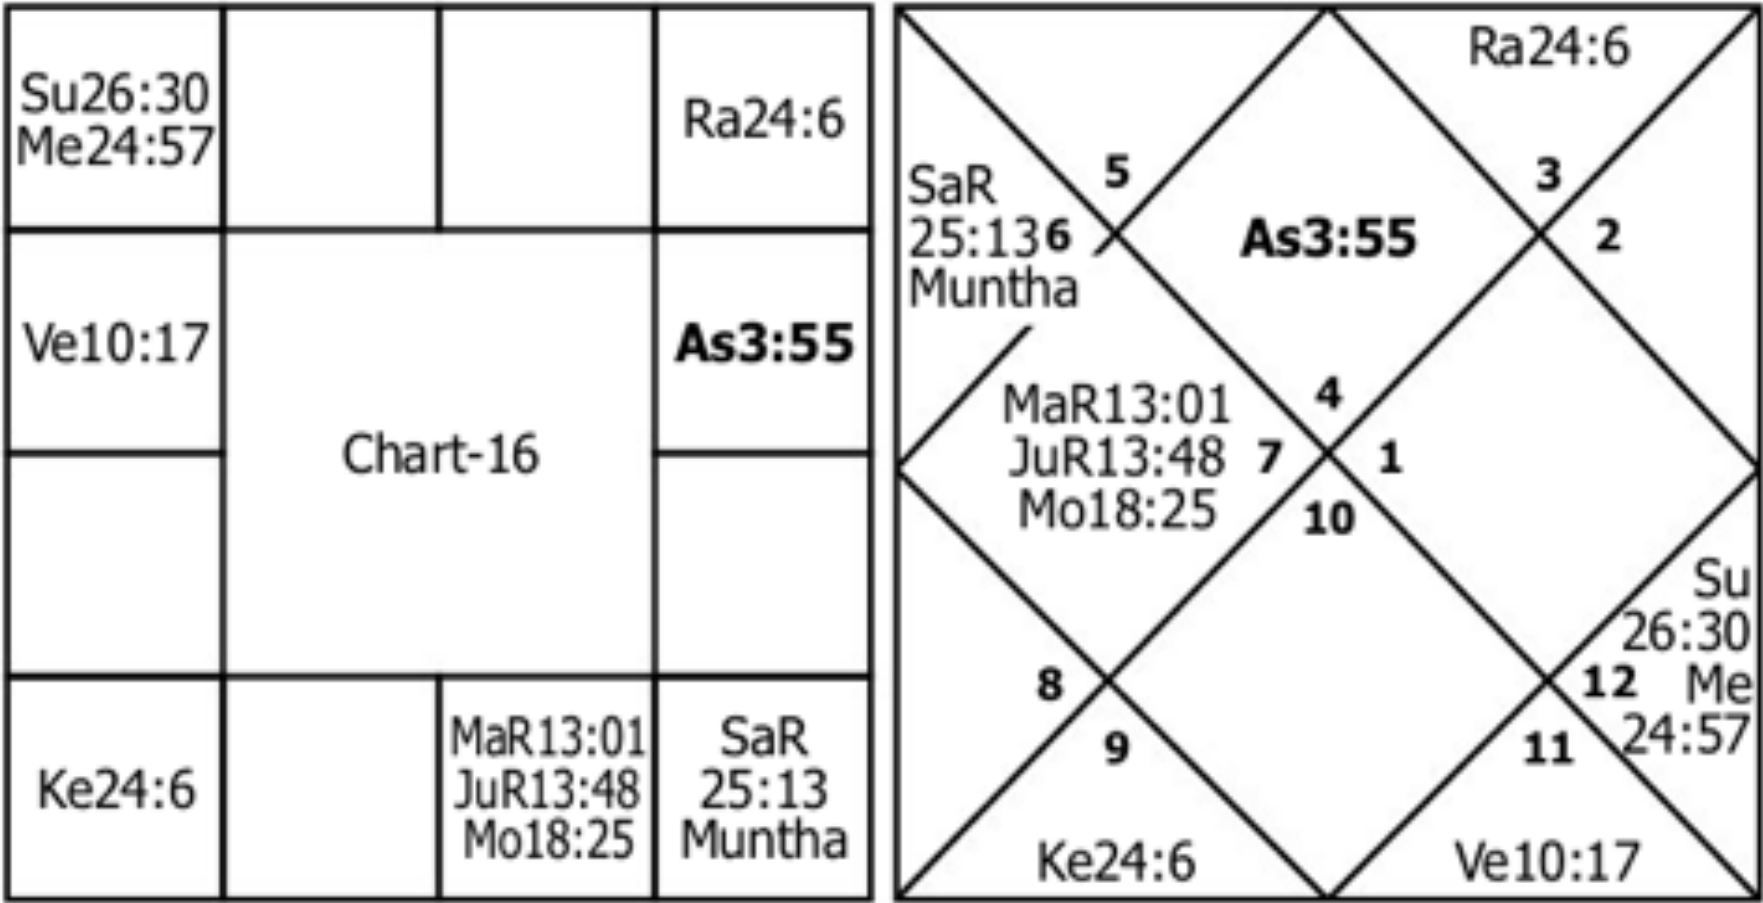 Su26:30
Me24:57
Ra24:6
Ve10:17
As3:55
Chart-16
Ke24:6
MaR13:01
JuR13:48
Mo18:25
SaR
25:13
Muntha
Ra24:6
5
3
SaR
25:13 6
Muntha
As3:55
2
4
MaR13:01
JuR13:48 7
Mo18:25
1
10
Su
26:30
8
12 Me
9
11 24:57
Ke24:6
Ve10:17